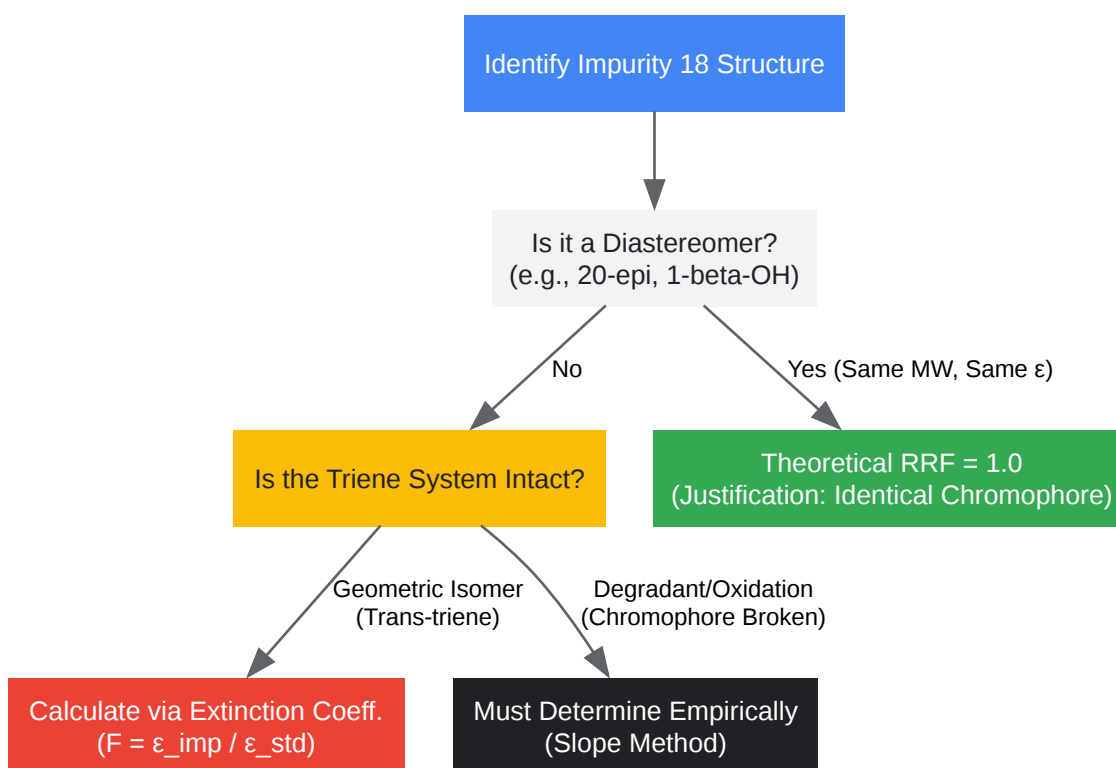 Identify Impurity 18 Structure
Is it a Diastereomer?
(e.g., 20-epi, 1-beta-OH)
No
Yes (Same MW, Same ε)
Is the Triene System Intact?
Theoretical RRF = 1.0
(Justification: Identical Chromophore)
Geometric Isomer
(Trans-triene)
Degradant/Oxidation
(Chromophore Broken)
Calculate via Extinction Coeff.
(F = ε_imp / ε_std)
Must Determine Empirically
(Slope Method)